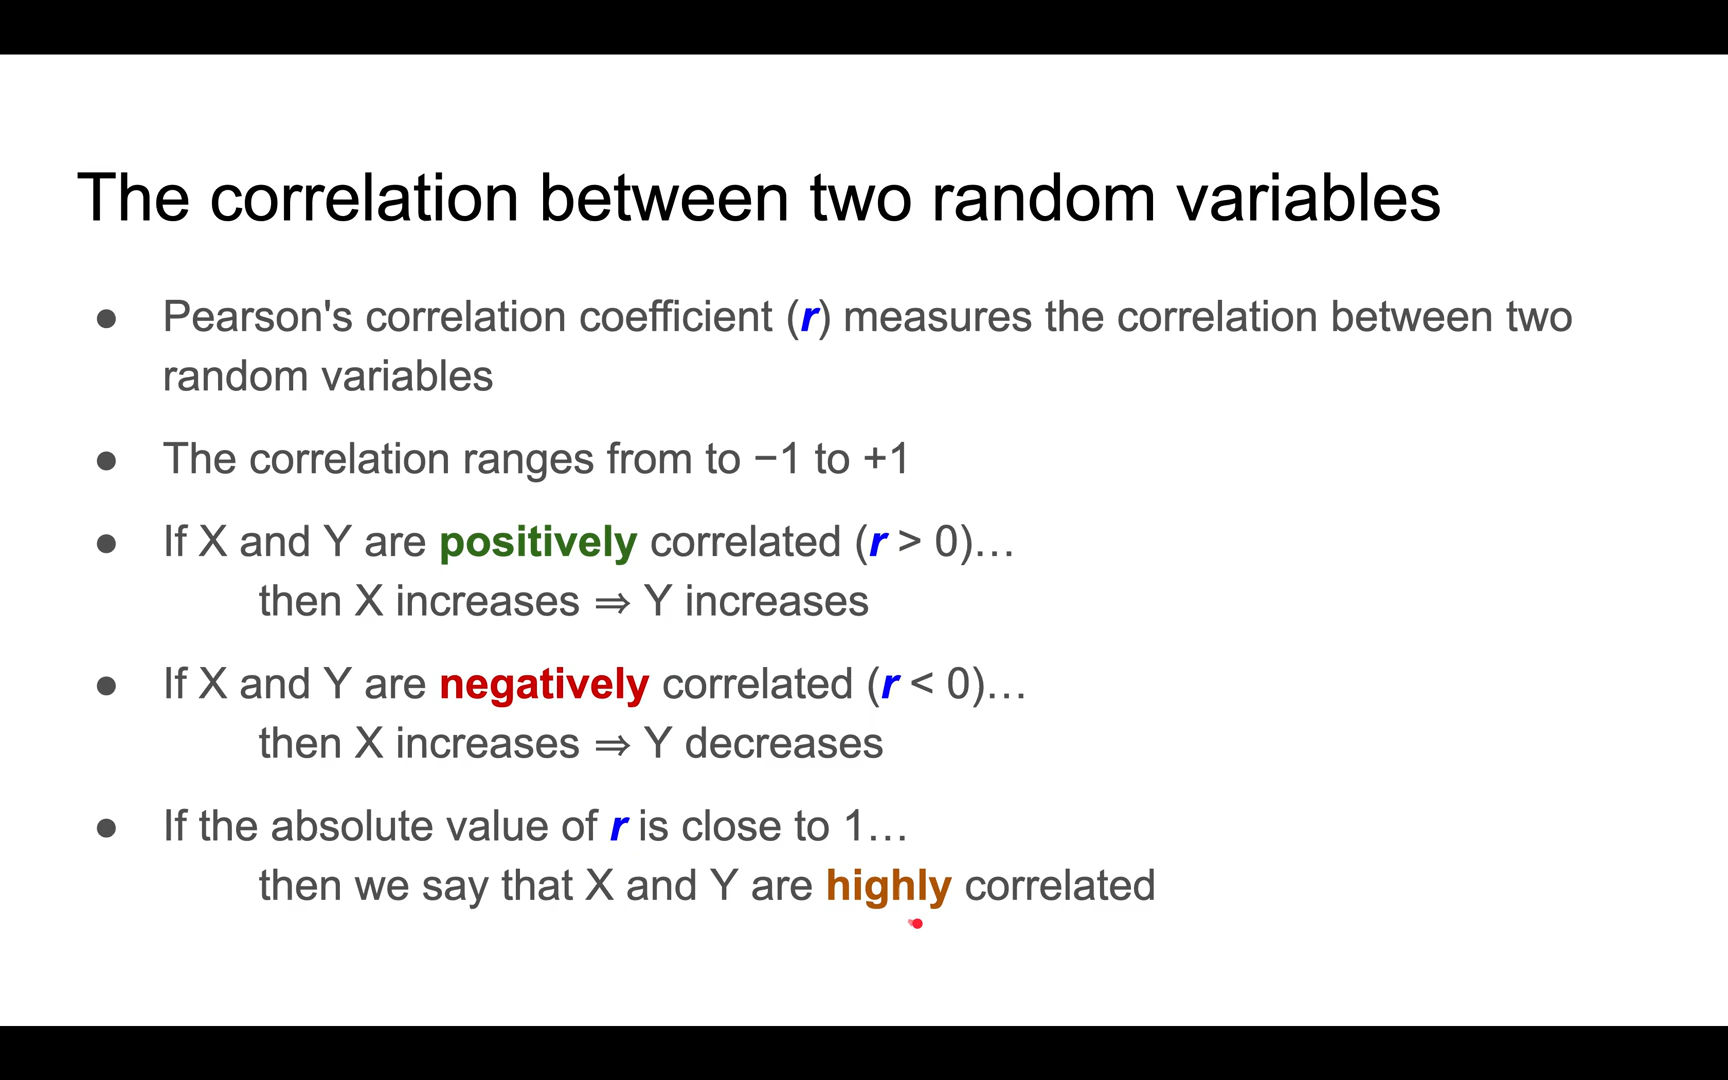 The correlation between two random variables
● Pearson's correlation coefficient (r) measures the correlation between two
random variables
● The correlation ranges from to −1 to +1
● If X and Y are positively correlated (r > 0)…
then X increases ⇒ Y increases
● If X and Y are negatively correlated (r < 0)…
then X increases ⇒ Y decreases
● If the absolute value of r is close to 1…
then we say that X and Y are highly correlated